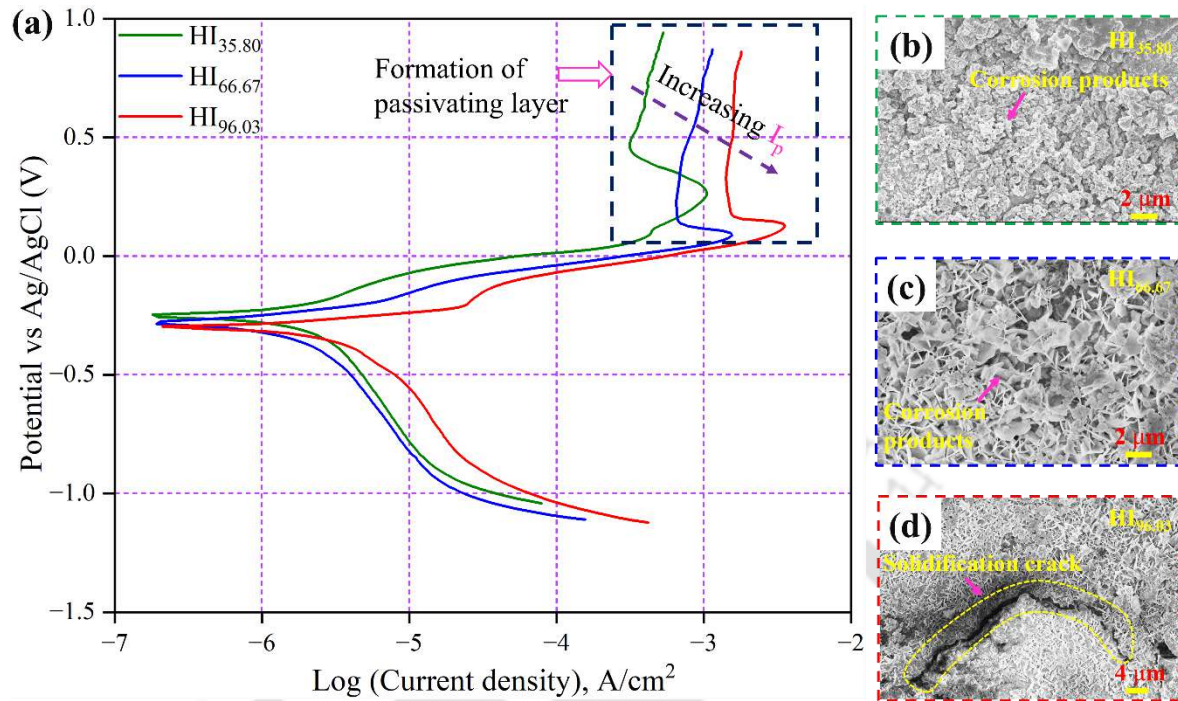 (a)
HI35.80
HI66.67
HI96.03
Formation of
passivating layer
Increasing Ip
Potential vs Ag/AgCl (V)
1.0
0.5
0.0
−0.5
−1.0
−1.5
−7 −6 −5 −4 −3 −2
Log (Current density), A/cm²
(b)
HI35.80
Corrosion products
2 μm
(c)
HI66.67
Corrosion
products
2 μm
(d)
HI96.03
Solidification crack
4 μm